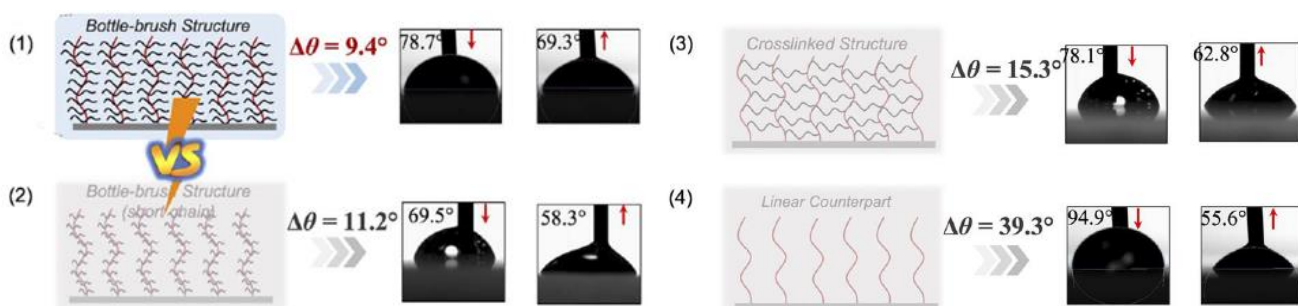 (1)
Bottle-brush Structure
Δθ = 9.4°
78.7°
69.3°
VS
(2)
Bottle-brush Structure
(short chain)
Δθ = 11.2°
69.5°
58.3°
(3)
Crosslinked Structure
Δθ = 15.3°
78.1°
62.8°
(4)
Linear Counterpart
Δθ = 39.3°
94.9°
55.6°